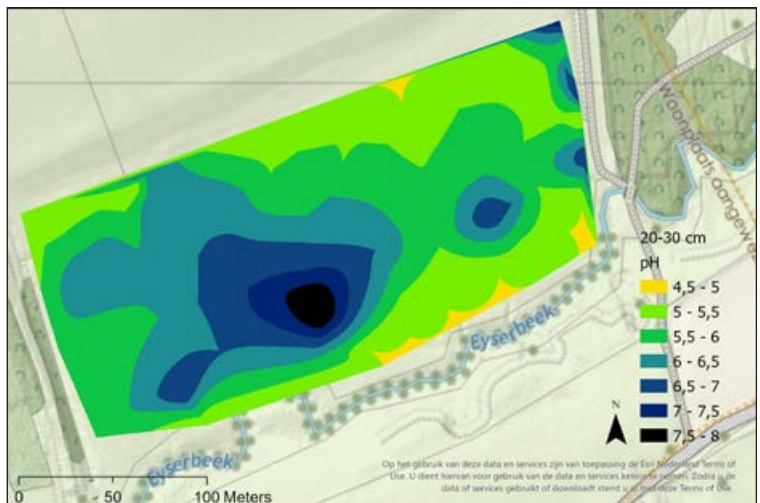 Woonplaats aangewez
20-30 cm
pH
4,5 - 5
5 - 5,5
5,5 - 6
6 - 6,5
6,5 - 7
7 - 7,5
7,5 - 8
Eyserbeek
N
Eyserbeek
Op het gebruik van deze data en services zijn van toepassing de Esri Nederland Terms of
Use. U dient hiervan voor gebruik van de data en services kennis te nemen. Zodra u de
data of services gebruikt of downloadt stemt u in met deze Terms of Use.
0 50 100 Meters